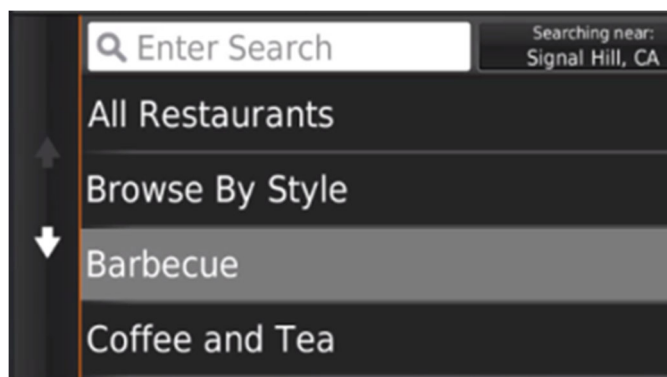 Enter Search
Searching near:
Signal Hill, CA
All Restaurants
Browse By Style
Barbecue
Coffee and Tea